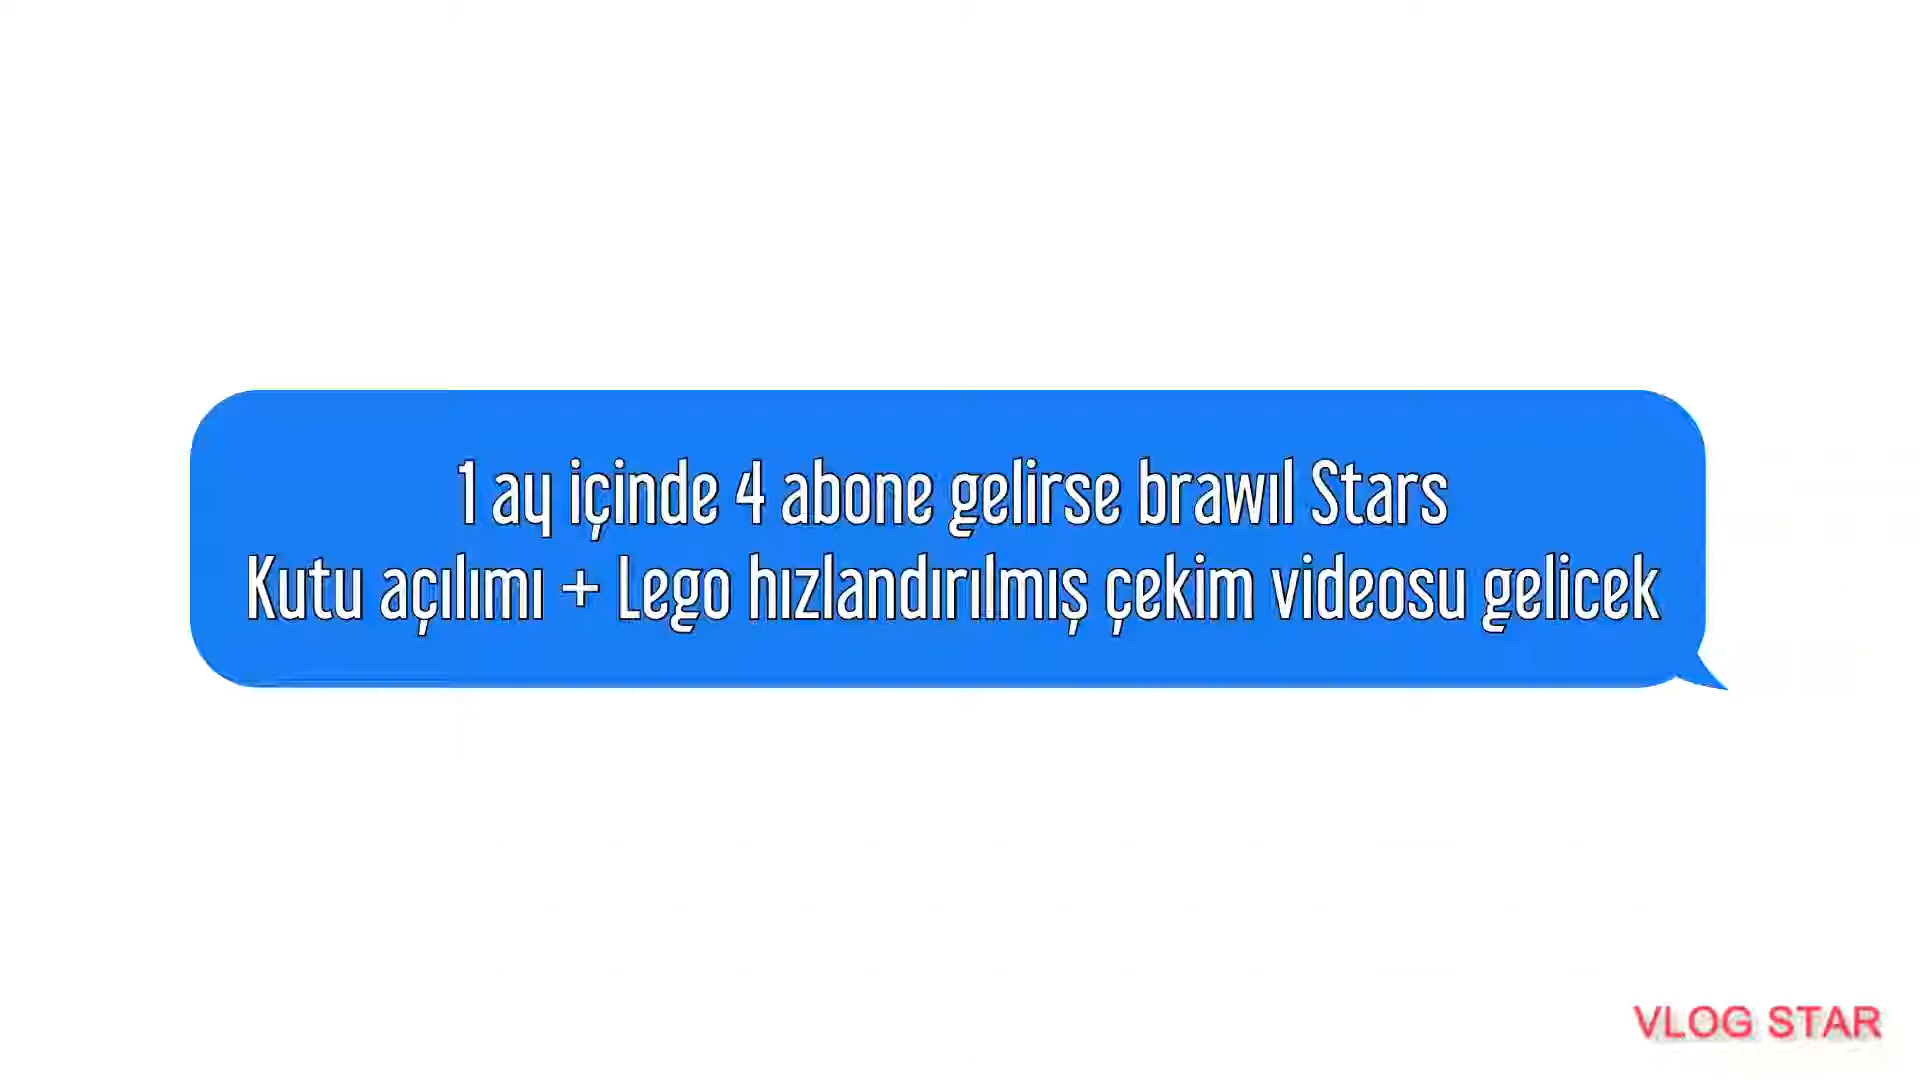 1 ay içinde 4 abone gelirse brawıl Stars
Kutu açılımı + Lego hızlandırılmış çekim videosu gelicek
VLOG STAR